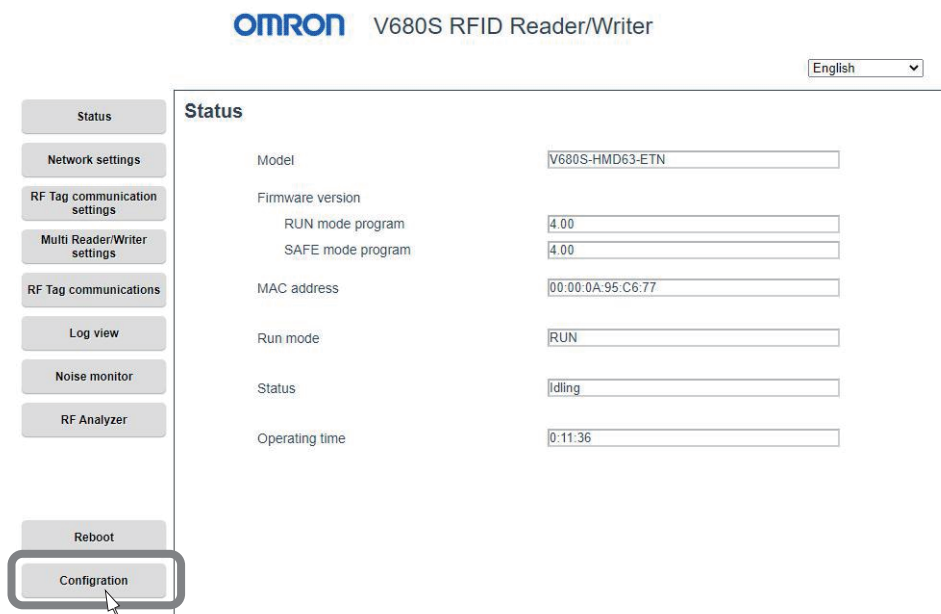 OMRON V680S RFID Reader/Writer
English
Status
Network settings
RF Tag communication
settings
Multi Reader/Writer
settings
RF Tag communications
Log view
Noise monitor
RF Analyzer
Reboot
Configration
Status
Model V680S-HMD63-ETN
Firmware version
RUN mode program 4.00
SAFE mode program 4.00
MAC address 00:00:0A:95:C6:77
Run mode RUN
Status Idling
Operating time 0:11:36